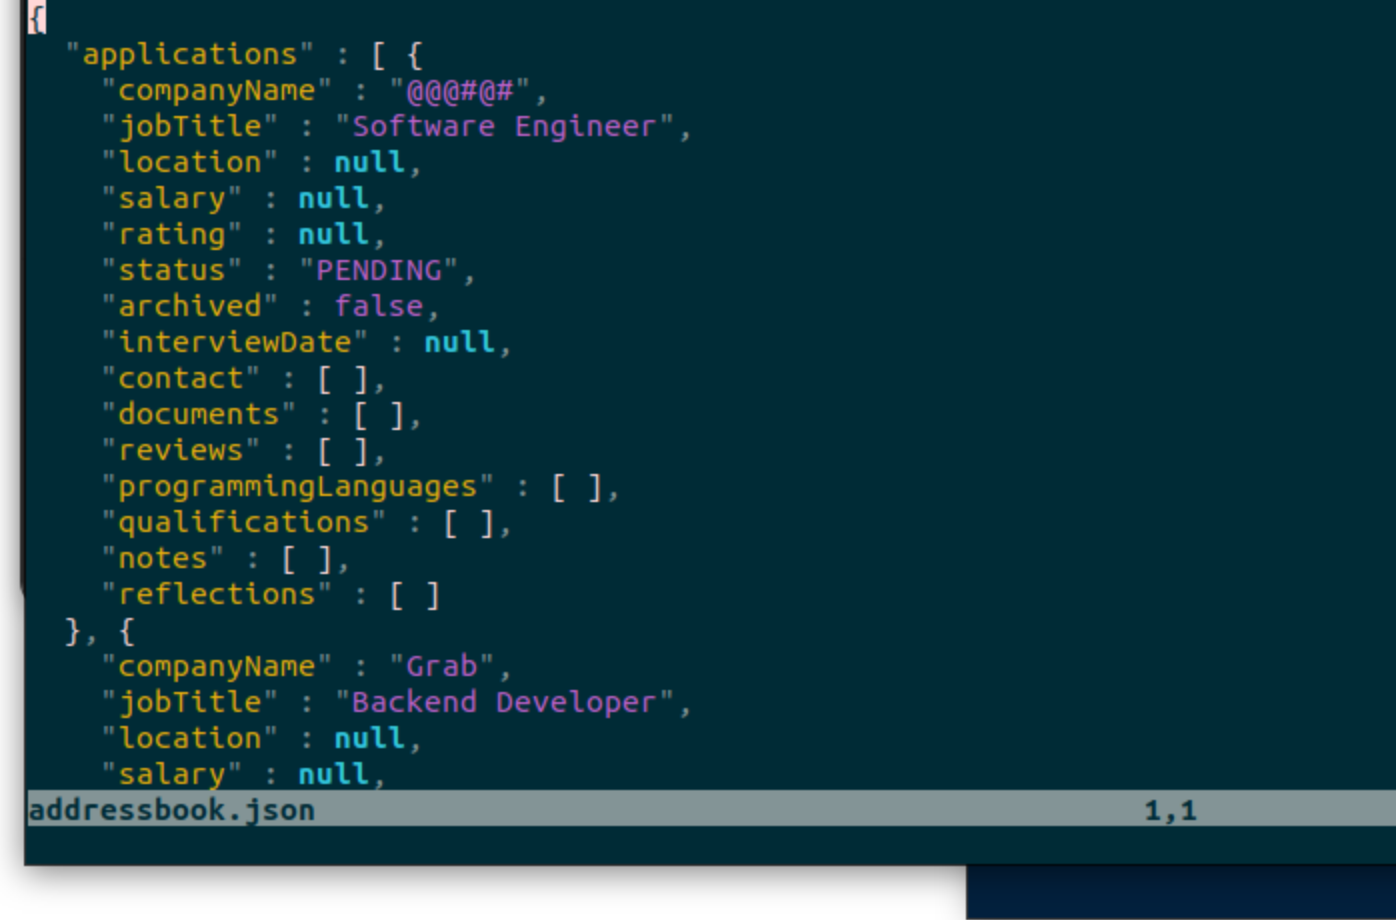 {
  "applications" : [ {
    "companyName" : "@@@#@#",
    "jobTitle" : "Software Engineer",
    "location" : null,
    "salary" : null,
    "rating" : null,
    "status" : "PENDING",
    "archived" : false,
    "interviewDate" : null,
    "contact" : [ ],
    "documents" : [ ],
    "reviews" : [ ],
    "programmingLanguages" : [ ],
    "qualifications" : [ ],
    "notes" : [ ],
    "reflections" : [ ]
  }, {
    "companyName" : "Grab",
    "jobTitle" : "Backend Developer",
    "location" : null,
    "salary" : null,
addressbook.json 1,1